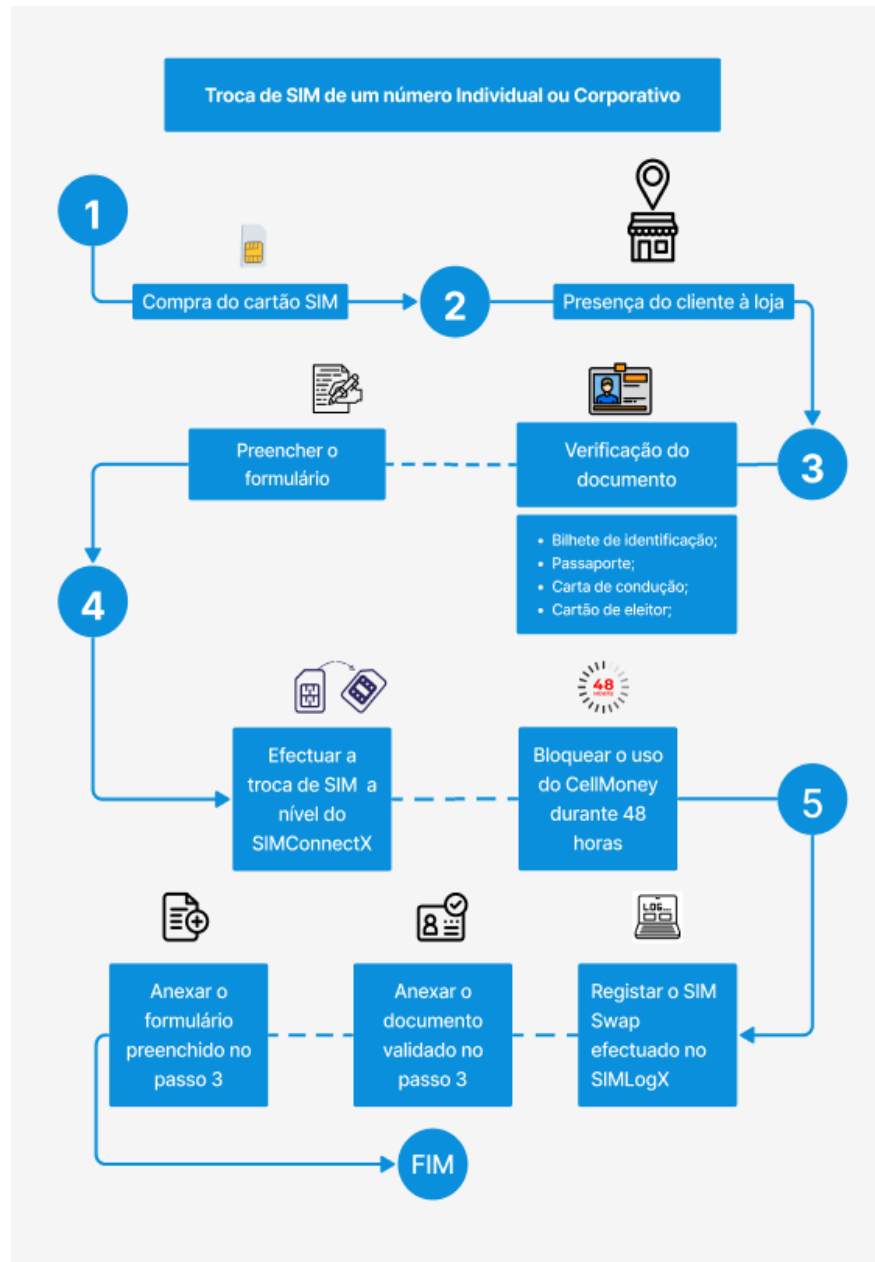 Troca de SIM de um número Individual ou Corporativo
1
Compra do cartão SIM
2
Presença do cliente à loja
3
Verificação do
documento
• Bilhete de identificação;
• Passaporte;
• Carta de condução;
• Cartão de eleitor;
Preencher o
formulário
4
Efectuar a
troca de SIM a
nível do
SIMConnectX
48
HOURS
Bloquear o uso
do CellMoney
durante 48
horas
5
LOG...
Registar o SIM
Swap
efectuado no
SIMLogX
Anexar o
documento
validado no
passo 3
Anexar o
formulário
preenchido no
passo 3
FIM